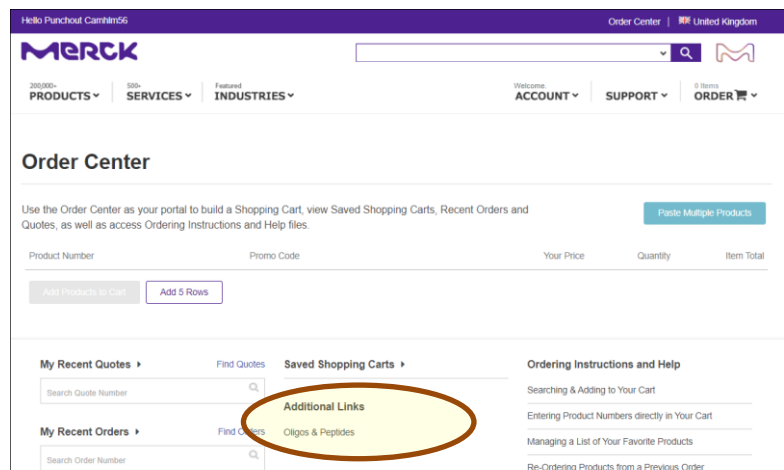 Hello Punchout Camhlm56
Order Center | United Kingdom
MERCK
200,000+
PRODUCTS
500+
SERVICES
Featured
INDUSTRIES
Welcome
ACCOUNT
SUPPORT
0 Items
ORDER
Order Center
Use the Order Center as your portal to build a Shopping Cart, view Saved Shopping Carts, Recent Orders and
Quotes, as well as access Ordering Instructions and Help files.
Paste Multiple Products
Product Number Promo Code Your Price Quantity Item Total
Add Products to Cart Add 5 Rows
My Recent Quotes Find Quotes
Search Quote Number
My Recent Orders Find Orders
Search Order Number
Saved Shopping Carts
Additional Links
Oligos & Peptides
Ordering Instructions and Help
Searching & Adding to Your Cart
Entering Product Numbers directly in Your Cart
Managing a List of Your Favorite Products
Re-Ordering Products from a Previous Order